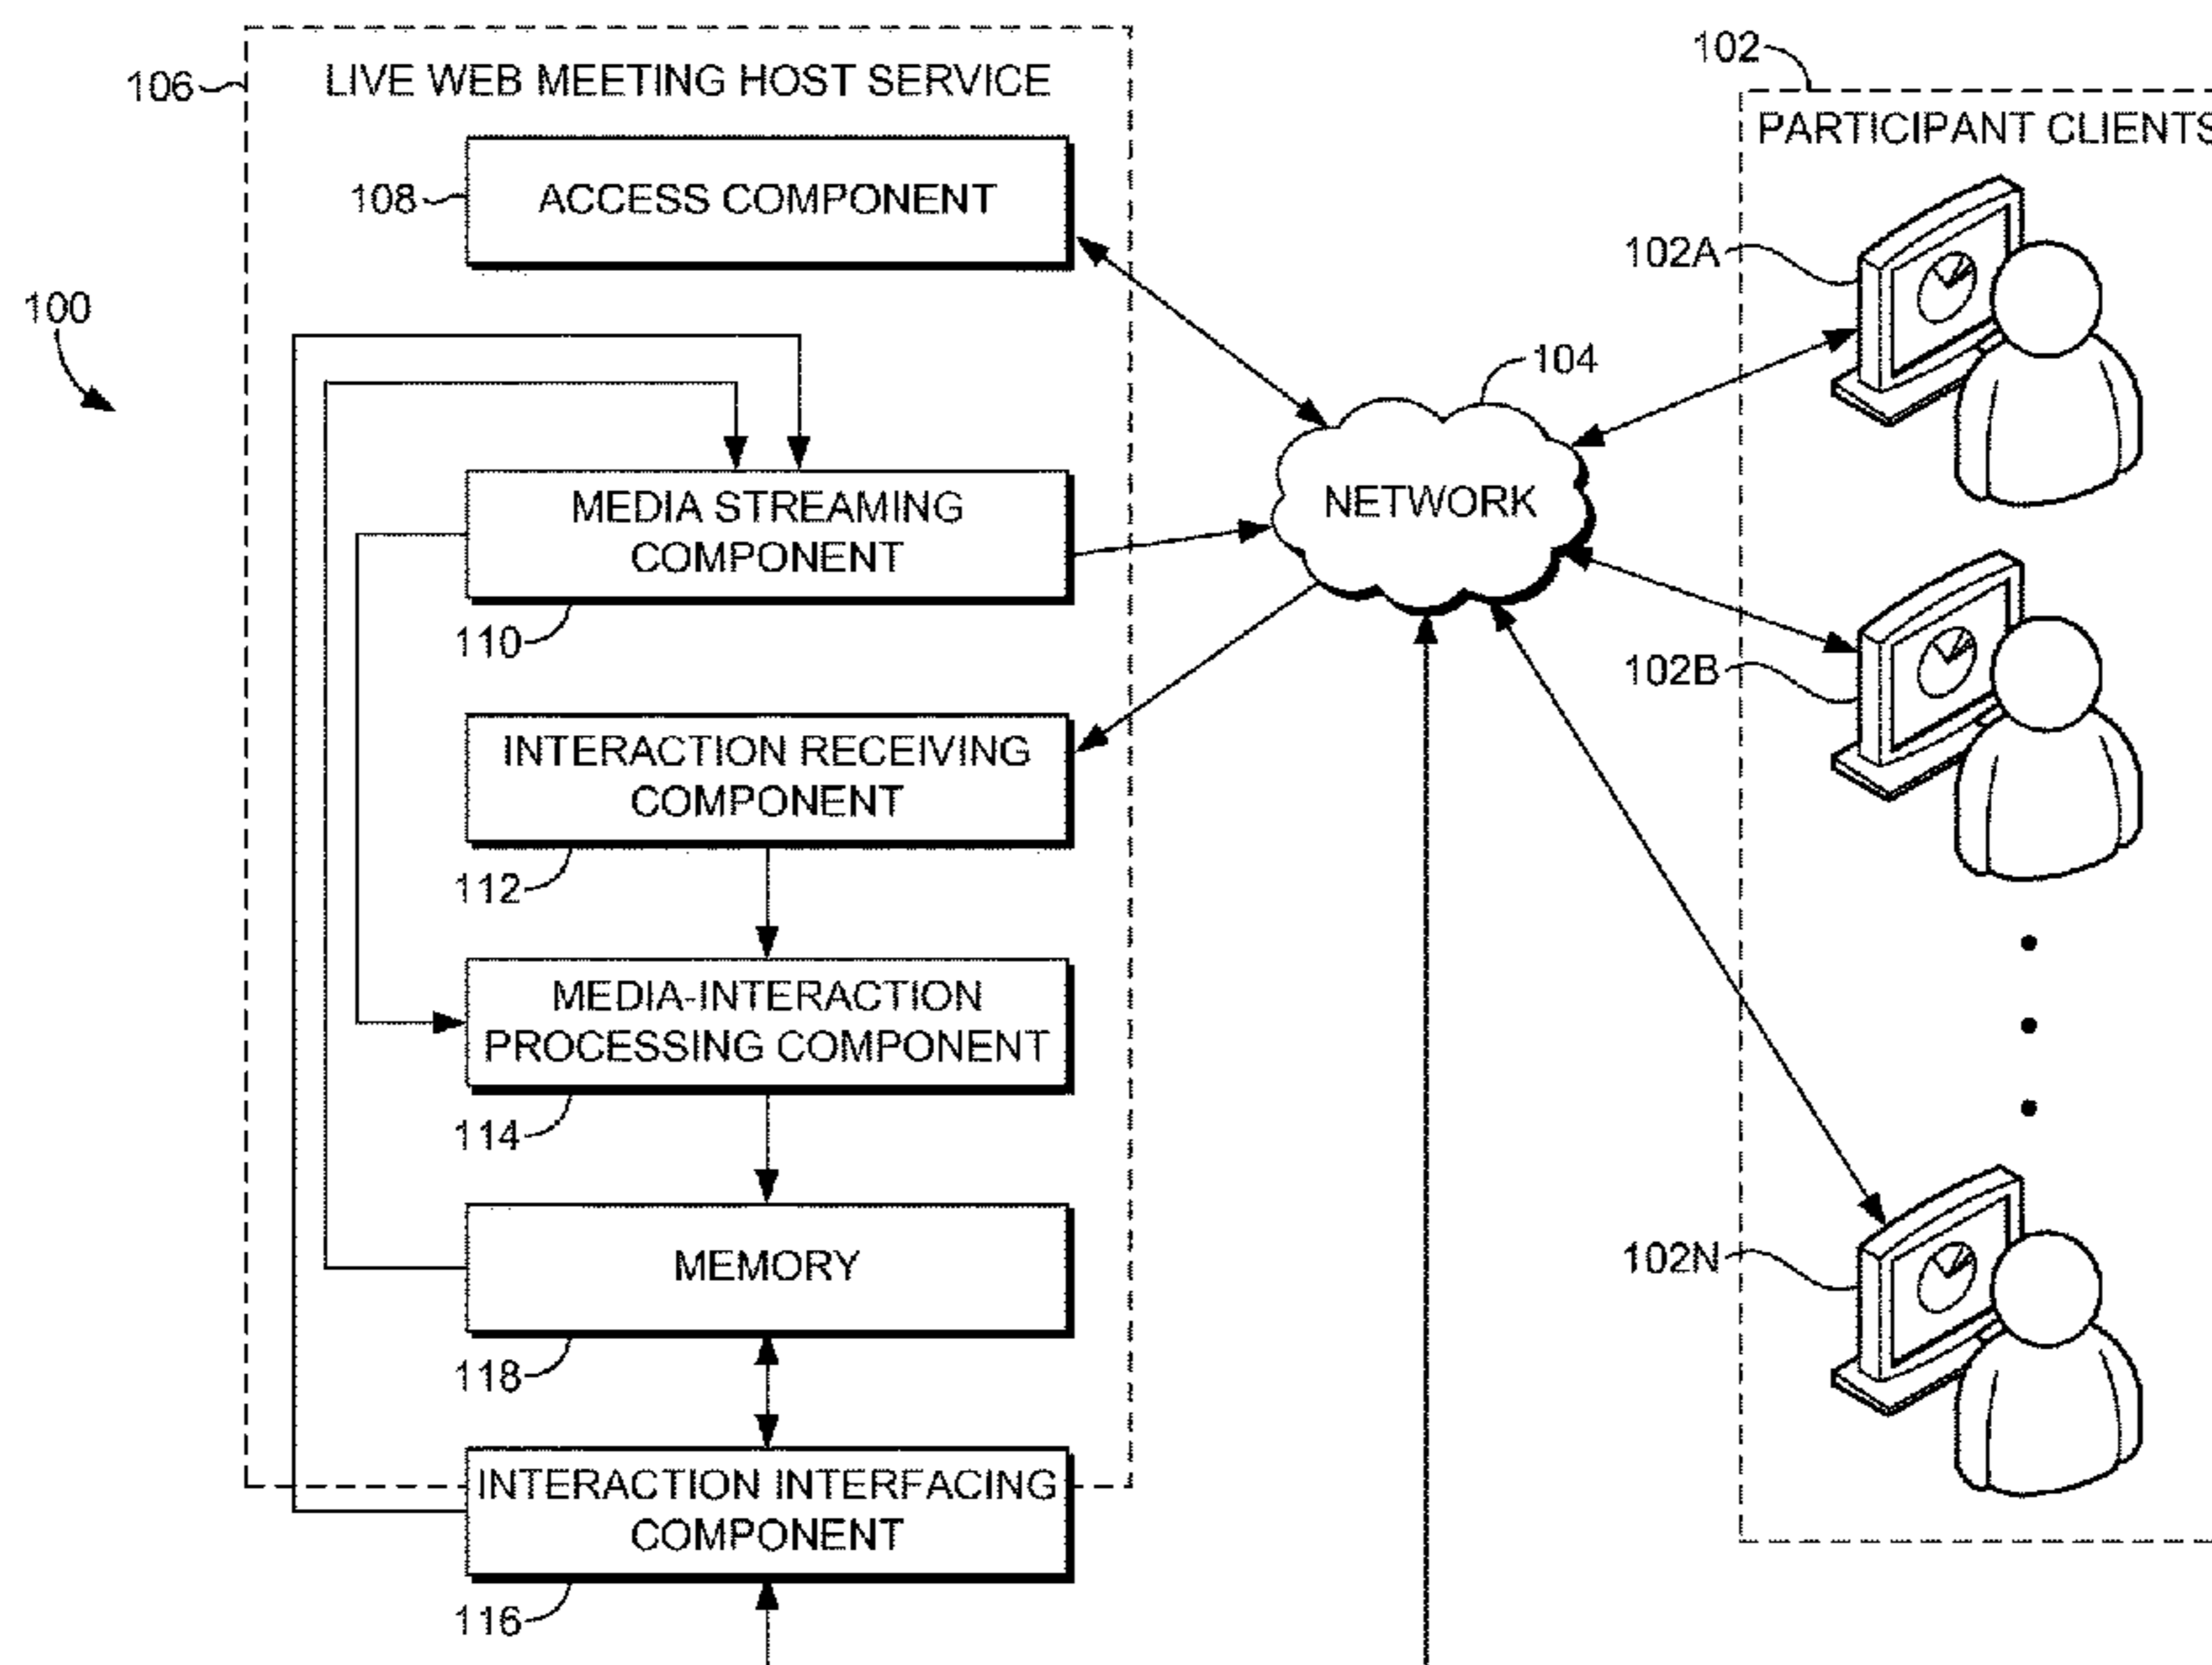 106
LIVE WEB MEETING HOST SERVICE
108
ACCESS COMPONENT
100
MEDIA STREAMING
COMPONENT
110
INTERACTION RECEIVING
COMPONENT
112
MEDIA-INTERACTION
PROCESSING COMPONENT
114
MEMORY
118
INTERACTION INTERFACING
COMPONENT
116
104
NETWORK
102
PARTICIPANT CLIENTS
102A
102B
102N